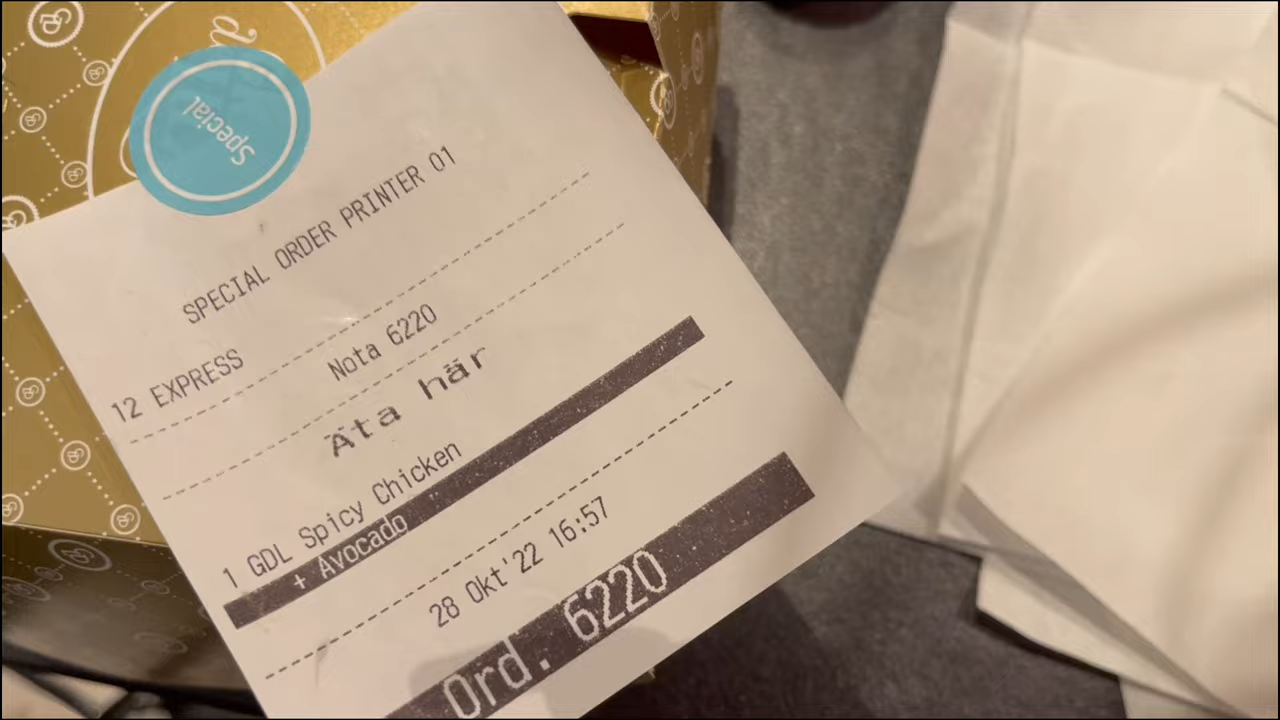 Special
SPECIAL ORDER PRINTER 01
12 EXPRESS Nota 6220
Äta här
1 GDL Spicy Chicken
+ Avocado
28 Okt'22 16:57
Ord. 6220